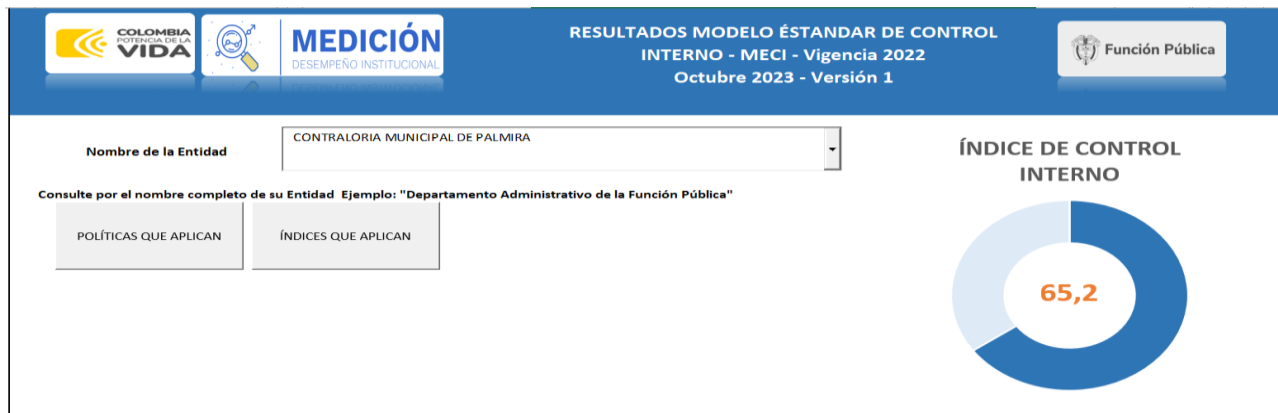 COLOMBIA
POTENCIA DE LA
VIDA
MEDICIÓN
DESEMPEÑO INSTITUCIONAL
RESULTADOS MODELO ÉSTANDAR DE CONTROL
INTERNO - MECI - Vigencia 2022
Octubre 2023 - Versión 1
Función Pública
Nombre de la Entidad
CONTRALORIA MUNICIPAL DE PALMIRA
Consulte por el nombre completo de su Entidad Ejemplo: "Departamento Administrativo de la Función Pública"
POLÍTICAS QUE APLICAN
ÍNDICES QUE APLICAN
ÍNDICE DE CONTROL
INTERNO
65,2